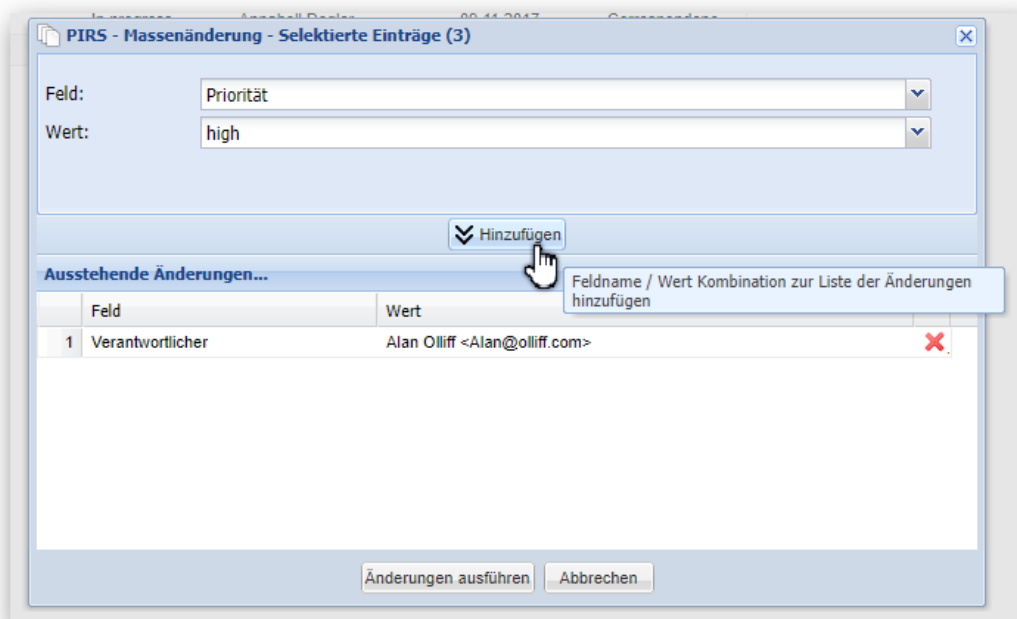 PIRS - Massenänderung - Selektierte Einträge (3)
Feld: Priorität
Wert: high
Hinzufügen
Ausstehende Änderungen...
Feldname / Wert Kombination zur Liste der Änderungen
hinzufügen
Feld Wert
1 Verantwortlicher Alan Olliff <Alan@olliff.com>
Änderungen ausführen Abbrechen